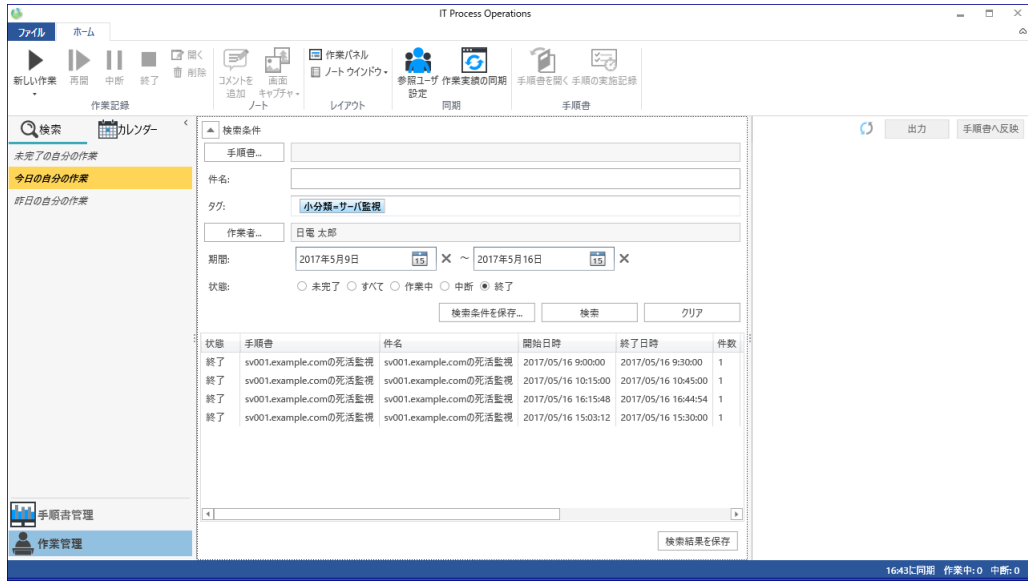 IT Process Operations
ファイル ホーム
新しい作業 再開 中断 終了 開く 削除
作業記録
コメントを追加 画面キャプチャ
ノート
作業パネル
ノート ウインドウ
レイアウト
参照ユーザ設定 作業実績の同期
同期
手順書を開く 手順の実施記録
手順書
検索 カレンダー
未完了の自分の作業
今日の自分の作業
昨日の自分の作業
手順書管理
作業管理
検索条件
手順書...
件名:
タグ: 小分類=サーバ監視
作業者... 日電 太郎
期間: 2017年5月9日 15 ～ 2017年5月16日 15
状態: 未完了 すべて 作業中 中断 終了
検索条件を保存... 検索 クリア
状態 手順書 件名 開始日時 終了日時 件数
終了 sv001.example.comの死活監視 sv001.example.comの死活監視 2017/05/16 9:00:00 2017/05/16 9:30:00 1
終了 sv001.example.comの死活監視 sv001.example.comの死活監視 2017/05/16 10:15:00 2017/05/16 10:45:00 1
終了 sv001.example.comの死活監視 sv001.example.comの死活監視 2017/05/16 16:15:48 2017/05/16 16:44:54 1
終了 sv001.example.comの死活監視 sv001.example.comの死活監視 2017/05/16 15:03:12 2017/05/16 15:30:00 1
検索結果を保存
出力 手順書へ反映
16:43に同期 作業中: 0 中断: 0